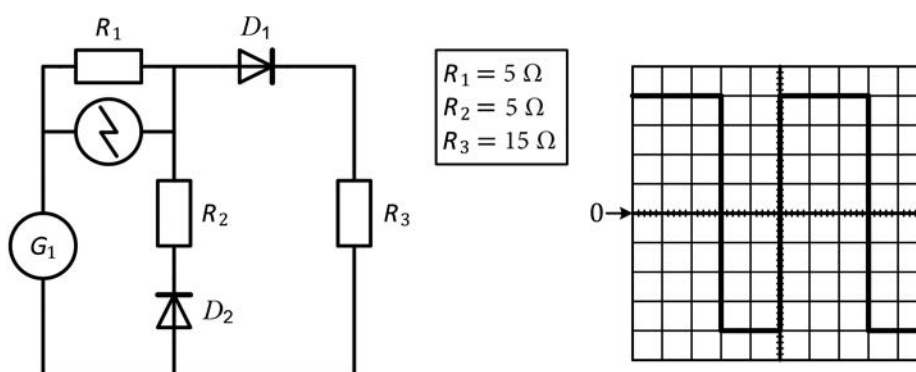 R₁
D₁
R₁ = 5 Ω
R₂ = 5 Ω
R₃ = 15 Ω
R₂
R₃
0
G₁
D₂